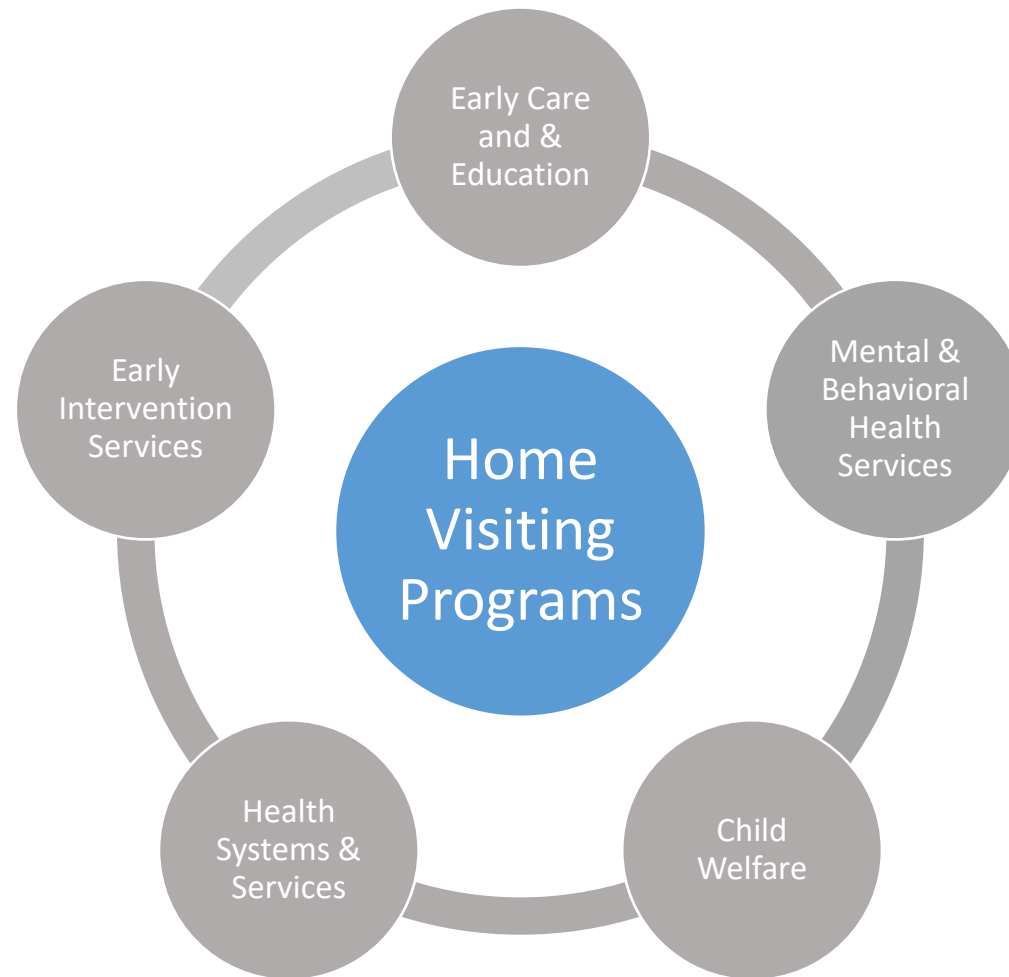 Early Care
and &
Education
Mental &
Behavioral
Health
Services
Child
Welfare
Health
Systems &
Services
Early
Intervention
Services
Home
Visiting
Programs